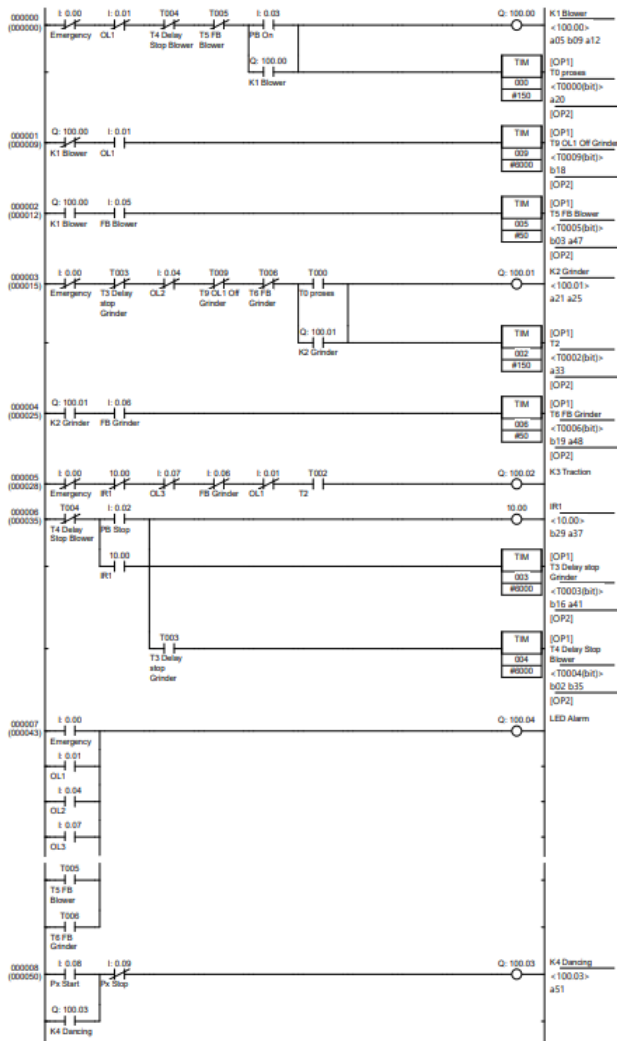 000000
(000000)
I: 0.00
Emergency
I: 0.01
OL1
T004
T4 Delay
Stop Blower
T005
T5 FB
Blower
I: 0.03
PB On
Q: 100.00
K1 Blower
<100.00>
a05 b09 a12
Q: 100.00
K1 Blower
TIM
000
#150
[OP1]
T0 proses
<T0000(bit)>
a20
[OP2]
000001
(000009)
Q: 100.00
K1 Blower
I: 0.01
OL1
TIM
009
#6000
[OP1]
T9 OL1 Off Grinder
<T0009(bit)>
b18
[OP2]
000002
(000012)
Q: 100.00
K1 Blower
I: 0.05
FB Blower
TIM
005
#50
[OP1]
T5 FB Blower
<T0005(bit)>
b03 a47
[OP2]
000003
(000015)
I: 0.00
Emergency
T003
T3 Delay
stop
Grinder
I: 0.04
OL2
T009
T9 OL1 Off
Grinder
T006
T6 FB
Grinder
T000
T0 proses
Q: 100.01
K2 Grinder
<100.01>
a21 a25
Q: 100.01
K2 Grinder
TIM
002
#150
[OP1]
T2
<T0002(bit)>
a33
[OP2]
000004
(000025)
Q: 100.01
K2 Grinder
I: 0.06
FB Grinder
TIM
006
#50
[OP1]
T6 FB Grinder
<T0006(bit)>
b19 a48
[OP2]
000005
(000028)
I: 0.00
Emergency
10.00
IR1
I: 0.07
OL3
I: 0.06
FB Grinder
I: 0.01
OL1
T002
T2
Q: 100.02
K3 Traction
000006
(000035)
T004
T4 Delay
Stop Blower
I: 0.02
PB Stop
10.00
IR1
<10.00>
b29 a37
10.00
IR1
TIM
003
#6000
[OP1]
T3 Delay stop
Grinder
<T0003(bit)>
b16 a41
[OP2]
T003
T3 Delay
stop
Grinder
TIM
004
#6000
[OP1]
T4 Delay Stop
Blower
<T0004(bit)>
b02 b35
[OP2]
000007
(000043)
I: 0.00
Emergency
Q: 100.04
LED Alarm
I: 0.01
OL1
I: 0.04
OL2
I: 0.07
OL3
T005
T5 FB
Blower
T006
T6 FB
Grinder
000008
(000050)
I: 0.08
Px Start
I: 0.09
Px Stop
Q: 100.03
K4 Dancing
<100.03>
a51
Q: 100.03
K4 Dancing